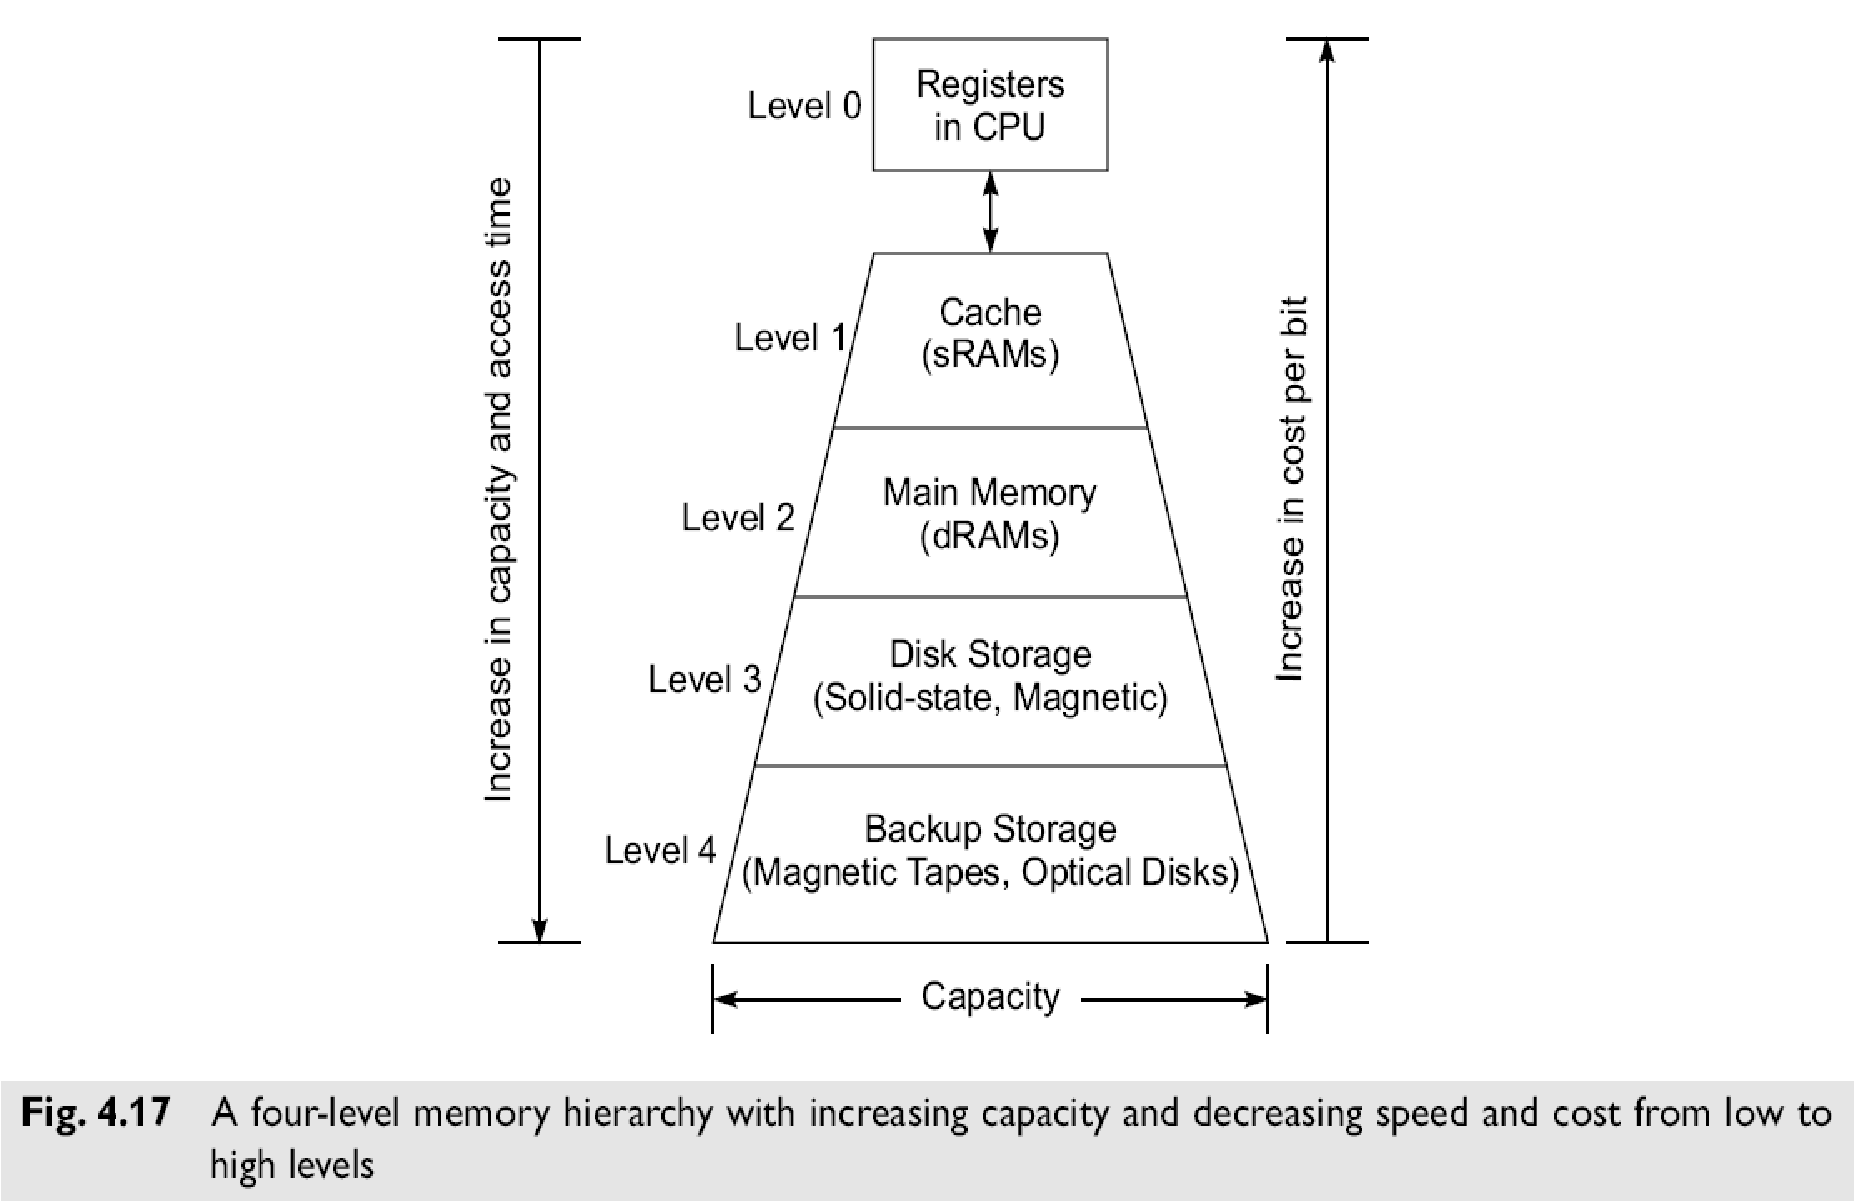 Registers
in CPU
Level 0
Increase in capacity and access time
Increase in cost per bit
Cache
(sRAMs)
Level 1
Main Memory
(dRAMs)
Level 2
Disk Storage
(Solid-state, Magnetic)
Level 3
Backup Storage
(Magnetic Tapes, Optical Disks)
Level 4
Capacity
Fig. 4.17 A four-level memory hierarchy with increasing capacity and decreasing speed and cost from low to
high levels